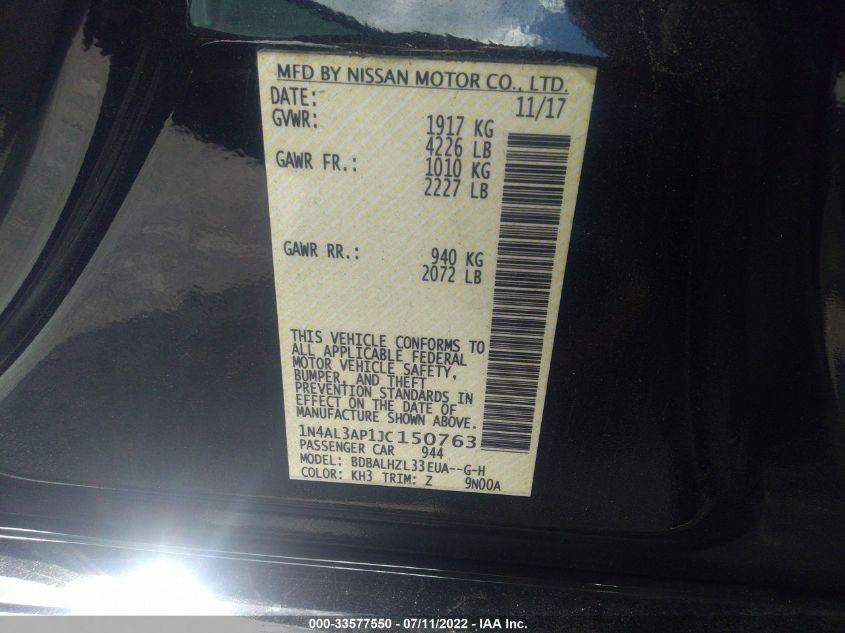 MFD BY NISSAN MOTOR CO., LTD.
DATE: 11/17
GVWR: 1917 KG
4226 LB
GAWR FR.: 1010 KG
2227 LB
GAWR RR.: 940 KG
2072 LB
THIS VEHICLE CONFORMS TO
ALL APPLICABLE FEDERAL
MOTOR VEHICLE SAFETY,
BUMPER, AND THEFT
PREVENTION STANDARDS IN
EFFECT ON THE DATE OF
MANUFACTURE SHOWN ABOVE.
1N4AL3AP1JC150763
PASSENGER CAR 944
MODEL: BDBALHZL33EUA--G-H
COLOR: KH3 TRIM: Z 9N00A
000-33577550 - 07/11/2022 - IAA Inc.